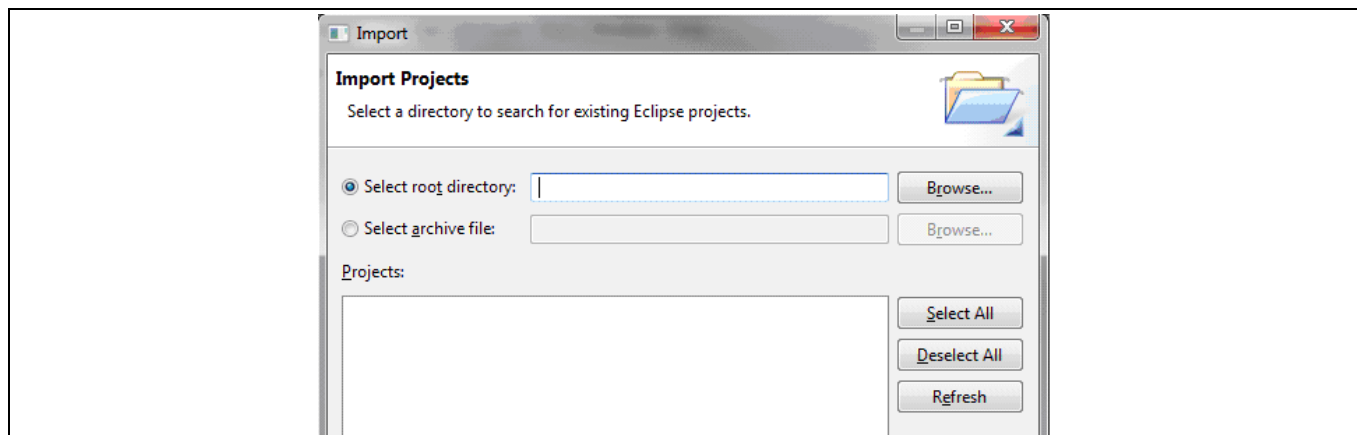 Import
Import Projects
Select a directory to search for existing Eclipse projects.
Select root directory: Browse...
Select archive file: Browse...
Projects:
Select All
Deselect All
Refresh